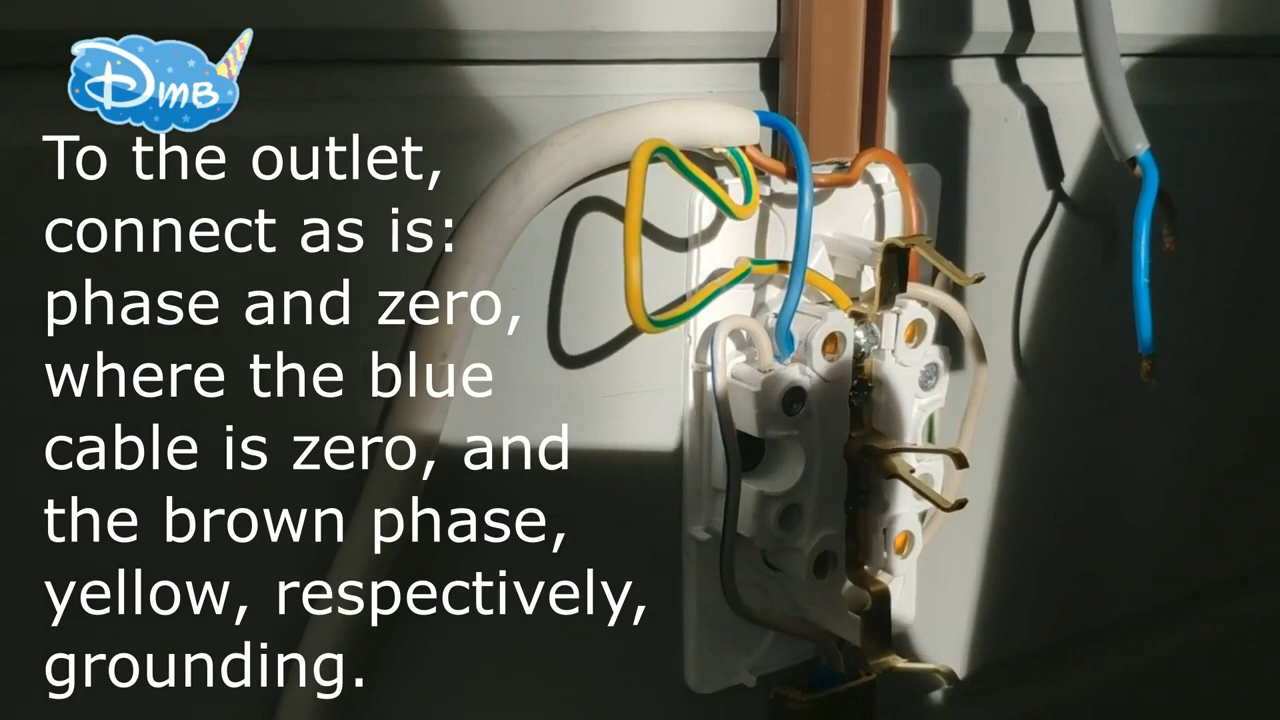 DmB
To the outlet,
connect as is:
phase and zero,
where the blue
cable is zero, and
the brown phase,
yellow, respectively,
grounding.